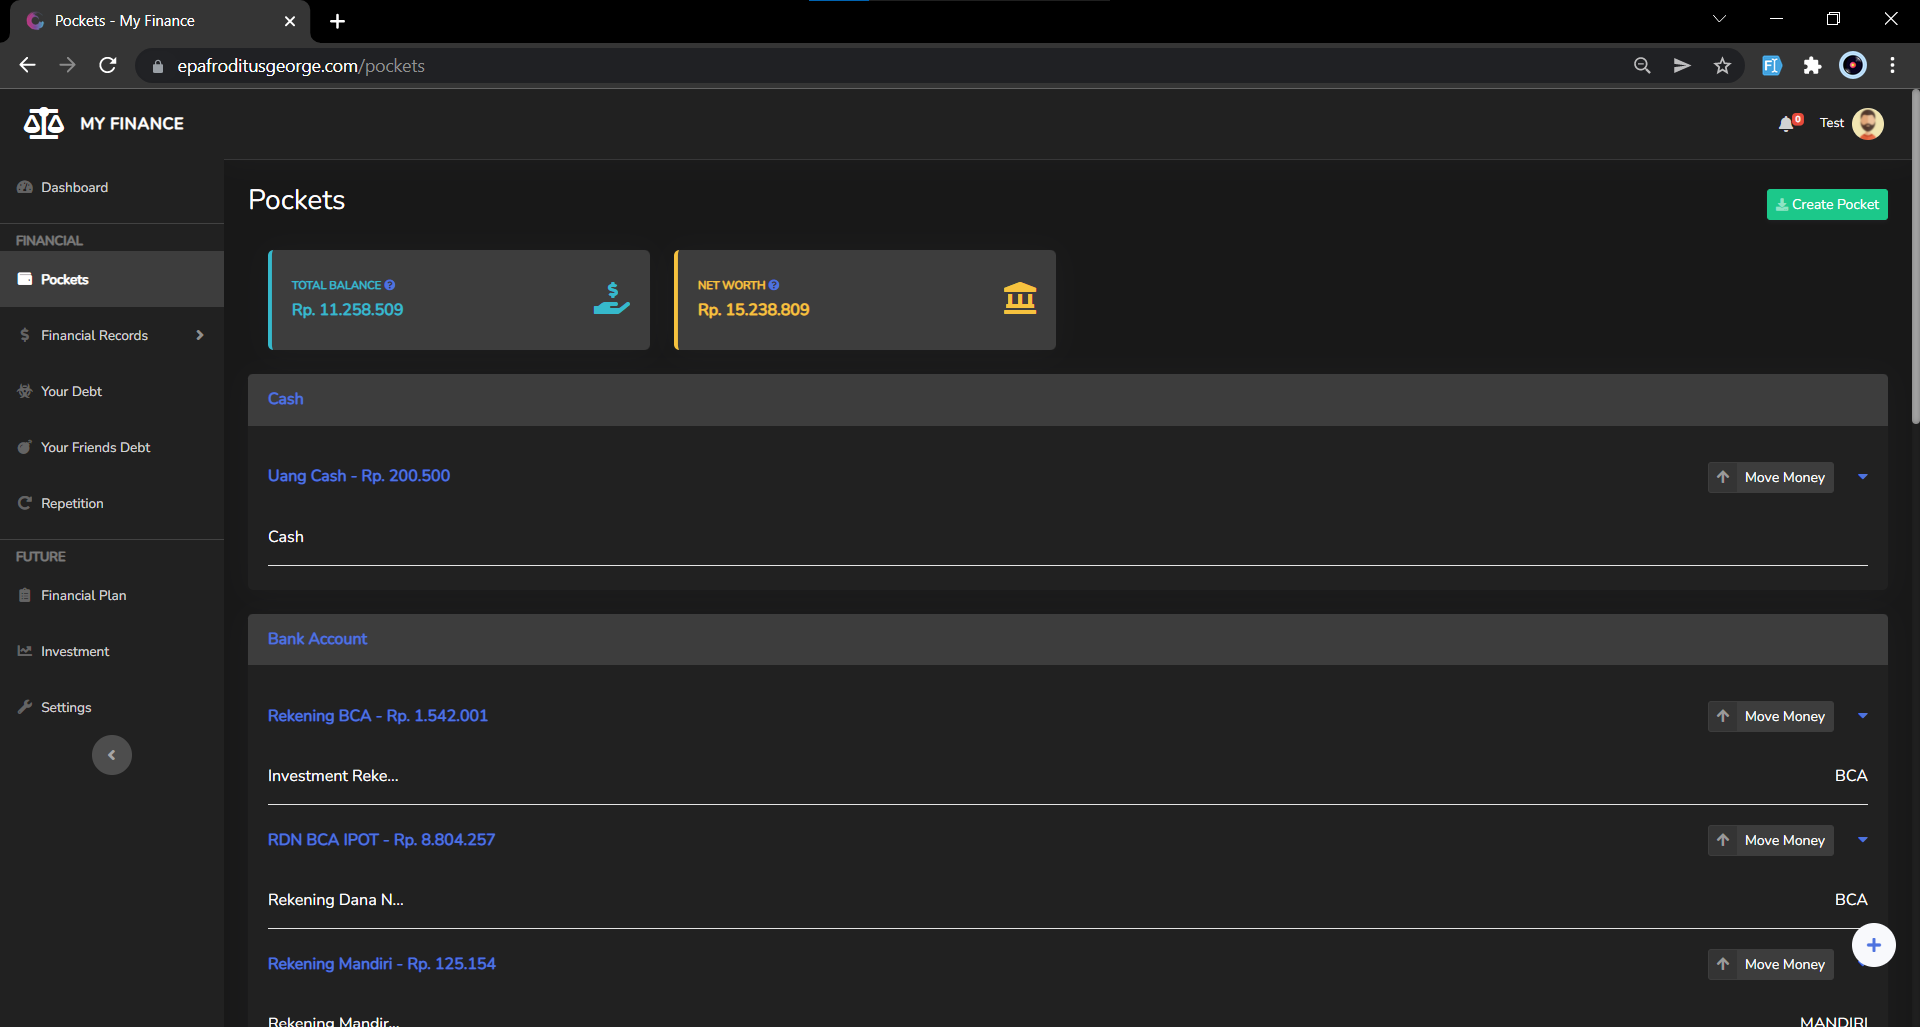 Pockets - My Finance
epafroditusgeorge.com/pockets
MY FINANCE
0
Test
Dashboard
FINANCIAL
Pockets
Financial Records
Your Debt
Your Friends Debt
Repetition
FUTURE
Financial Plan
Investment
Settings
Pockets
Create Pocket
TOTAL BALANCE
Rp. 11.258.509
NET WORTH
Rp. 15.238.809
Cash
Uang Cash - Rp. 200.500
Move Money
Cash
Bank Account
Rekening BCA - Rp. 1.542.001
Move Money
Investment Reke...
BCA
RDN BCA IPOT - Rp. 8.804.257
Move Money
Rekening Dana N...
BCA
Rekening Mandiri - Rp. 125.154
Move Money
Rekening Mandir...
MANDIRI